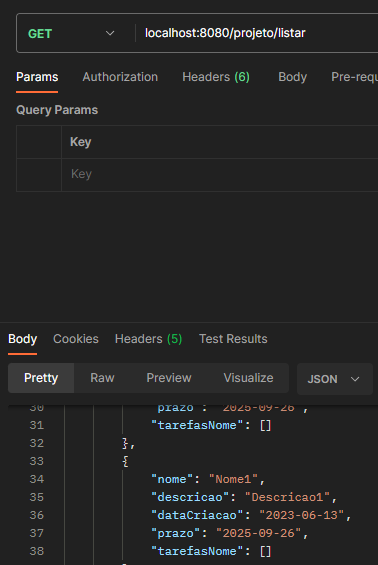 GET localhost:8080/projeto/listar
Params Authorization Headers (6) Body Pre-requ
Query Params
Key
Key
Body Cookies Headers (5) Test Results
Pretty Raw Preview Visualize JSON
30 "prazo": "2025-09-26",
31 "tarefasNome": []
32 },
33 {
34 "nome": "Nome1",
35 "descricao": "Descricao1",
36 "dataCriacao": "2023-06-13",
37 "prazo": "2025-09-26",
38 "tarefasNome": []